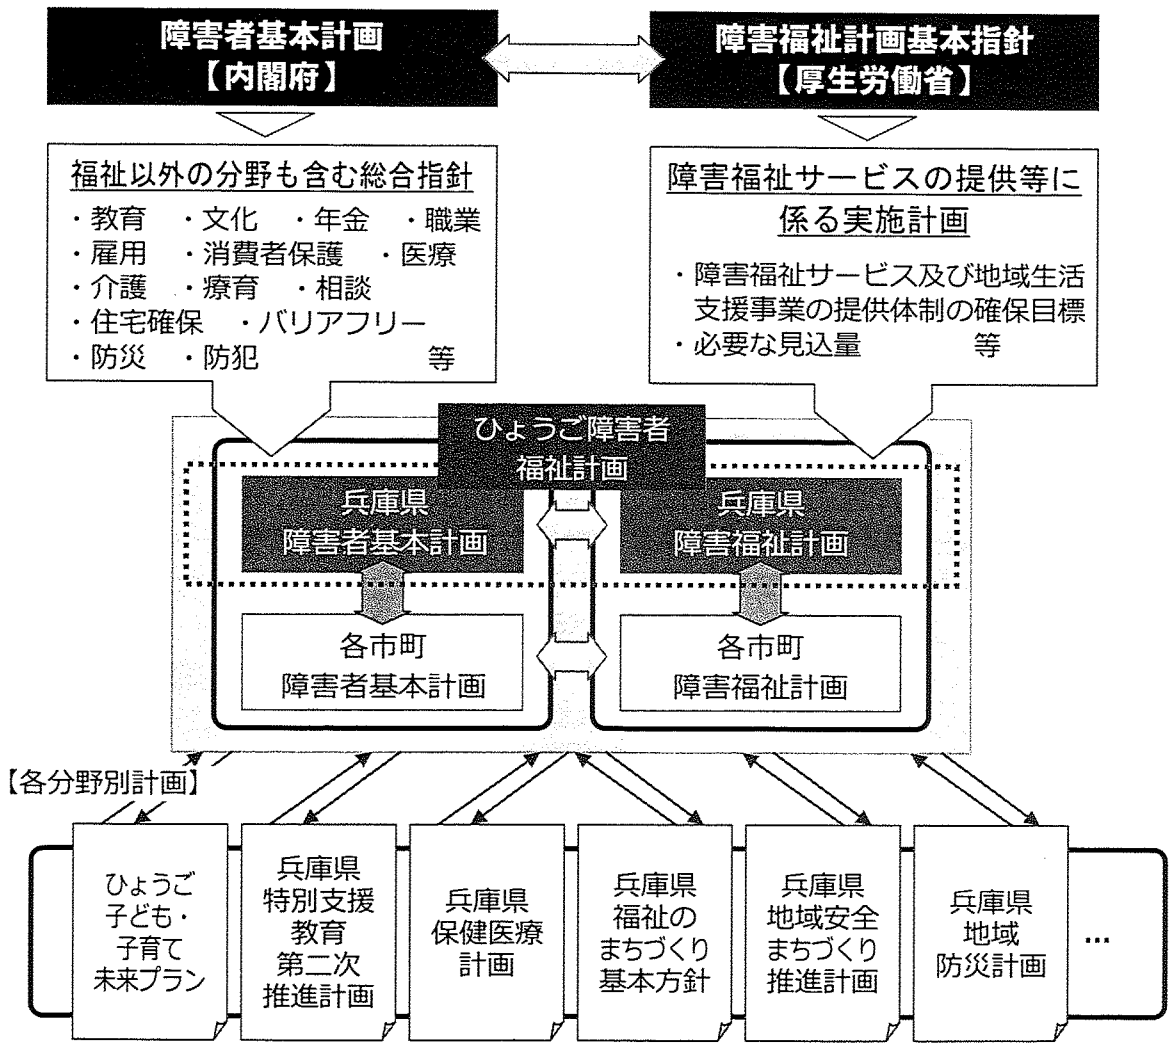 障害者基本計画
【内閣府】
障害福祉計画基本指針
【厚生労働省】
福祉以外の分野も含む総合指針
・教育 ・文化 ・年金 ・職業
・雇用 ・消費者保護 ・医療
・介護 ・療育 ・相談
・住宅確保 ・バリアフリー
・防災 ・防犯 等
障害福祉サービスの提供等に
係る実施計画
・障害福祉サービス及び地域生活
支援事業の提供体制の確保目標
・必要な見込量 等
ひょうご障害者
福祉計画
兵庫県
障害者基本計画
兵庫県
障害福祉計画
各市町
障害者基本計画
各市町
障害福祉計画
【各分野別計画】
ひょうご
子ども・
子育て
未来プラン
兵庫県
特別支援
教育
第二次
推進計画
兵庫県
保健医療
計画
兵庫県
福祉の
まちづくり
基本方針
兵庫県
地域安全
まちづくり
推進計画
兵庫県
地域
防災計画
…